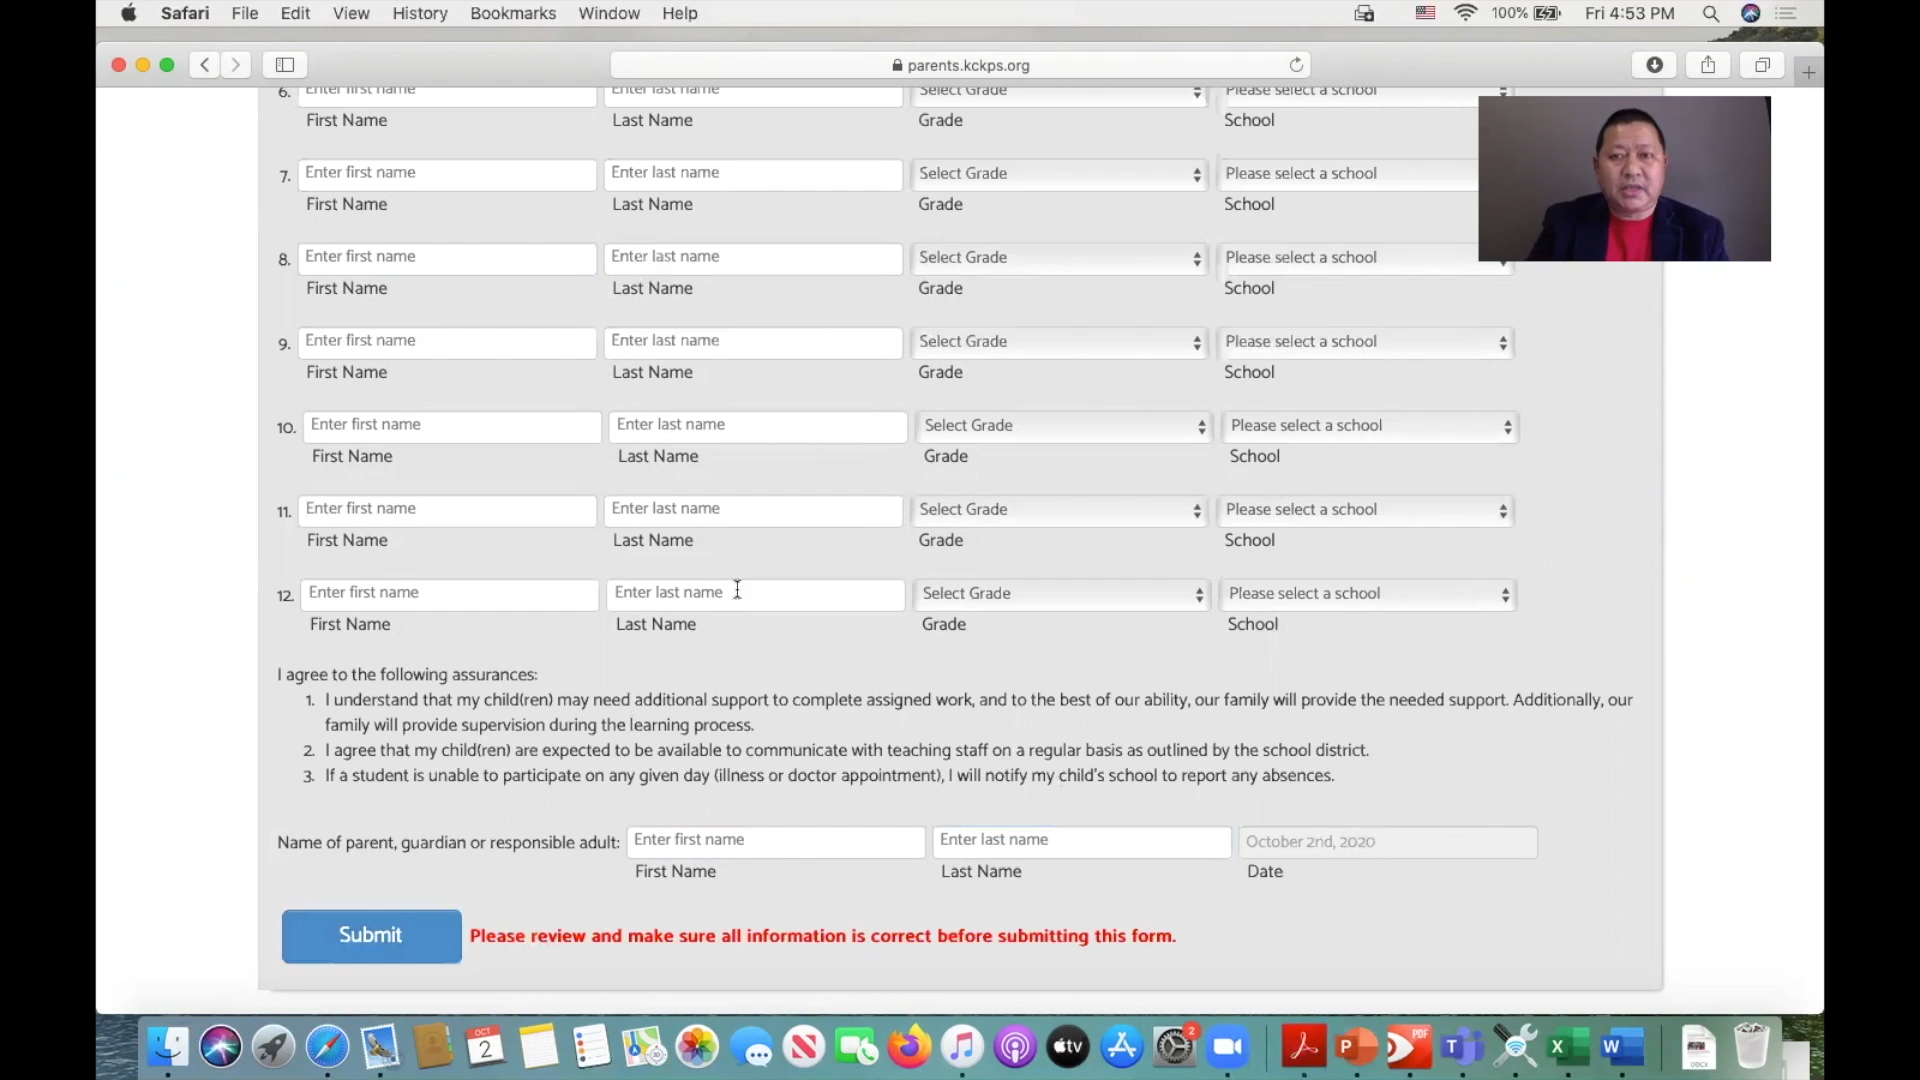 Safari File Edit View History Bookmarks Window Help 100% Fri 4:53 PM
parents.kckps.org
6. Enter first name Enter last name Select Grade Please select a school
First Name Last Name Grade School
7. Enter first name Enter last name Select Grade Please select a school
First Name Last Name Grade School
8. Enter first name Enter last name Select Grade Please select a school
First Name Last Name Grade School
9. Enter first name Enter last name Select Grade Please select a school
First Name Last Name Grade School
10. Enter first name Enter last name Select Grade Please select a school
First Name Last Name Grade School
11. Enter first name Enter last name Select Grade Please select a school
First Name Last Name Grade School
12. Enter first name Enter last name Select Grade Please select a school
First Name Last Name Grade School
I agree to the following assurances:
1. I understand that my child(ren) may need additional support to complete assigned work, and to the best of our ability, our family will provide the needed support. Additionally, our
family will provide supervision during the learning process.
2. I agree that my child(ren) are expected to be available to communicate with teaching staff on a regular basis as outlined by the school district.
3. If a student is unable to participate on any given day (illness or doctor appointment), I will notify my child's school to report any absences.
Name of parent, guardian or responsible adult: Enter first name Enter last name October 2nd, 2020
First Name Last Name Date
Submit Please review and make sure all information is correct before submitting this form.
OCT
2
tv
2
P
PDF
T
X
W
DOCX